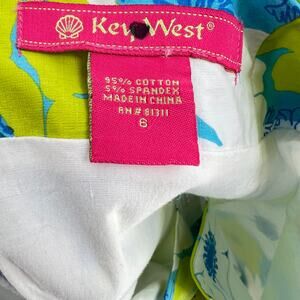 Key West®
95% COTTON
5% SPANDEX
MADE IN CHINA
RN# 81311
6